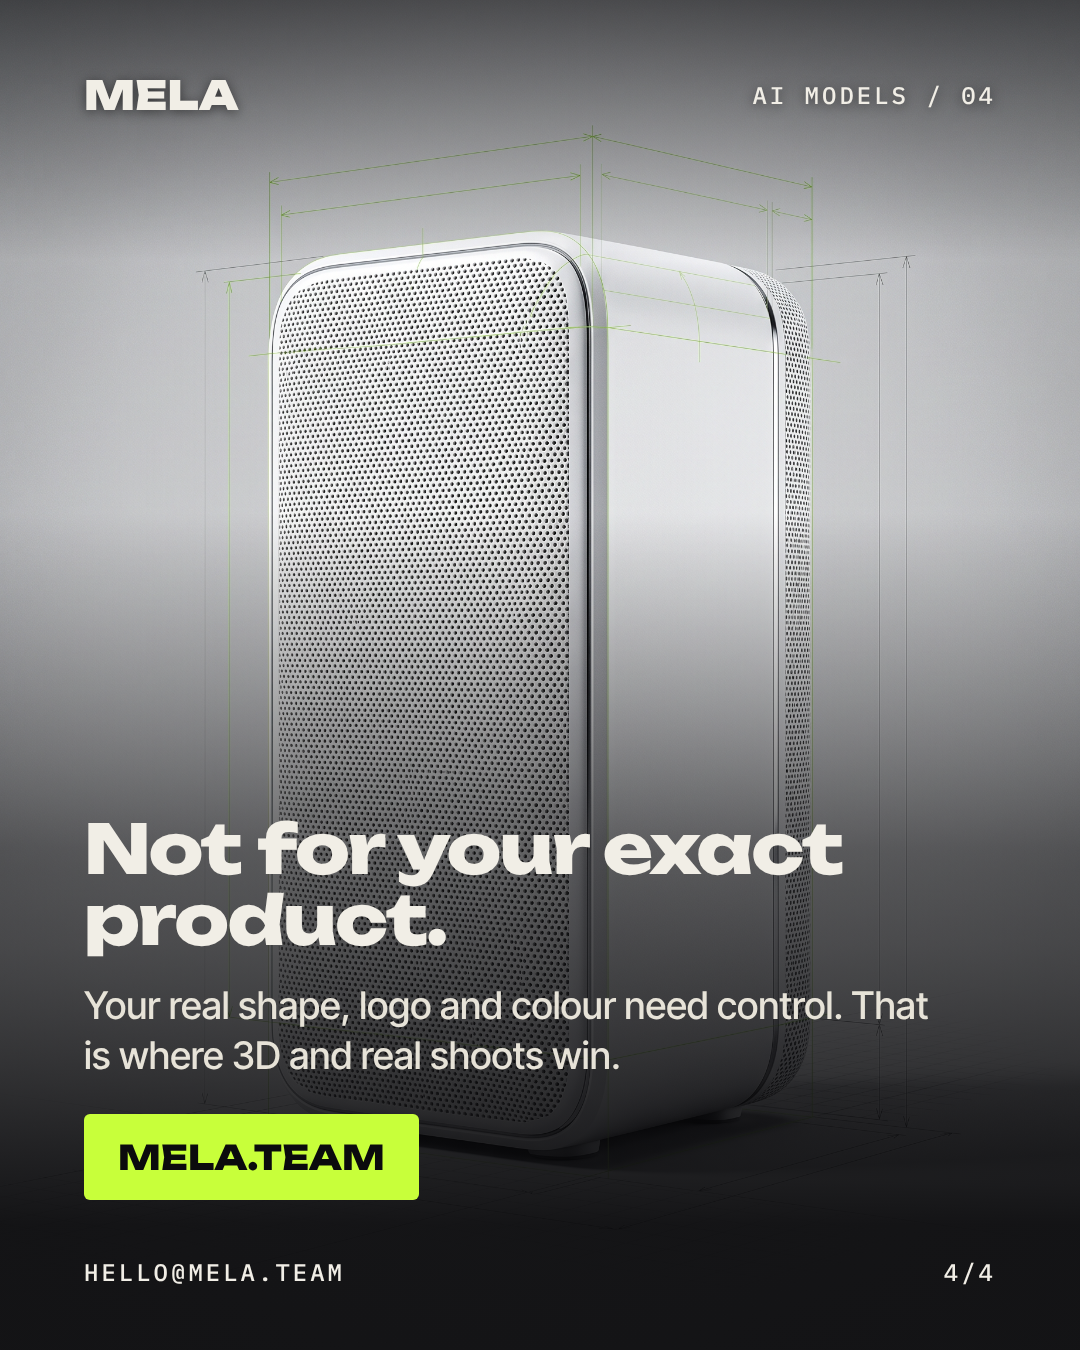 MELA
AI MODELS / 04
Not for your exact
product.
Your real shape, logo and colour need control. That
is where 3D and real shoots win.
MELA.TEAM
HELLO@MELA.TEAM
4/4